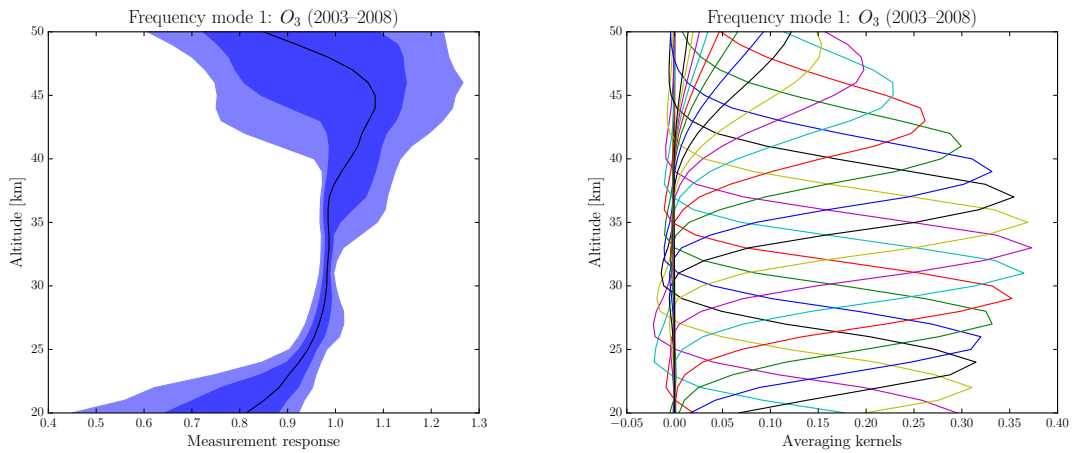 Frequency mode 1: O3 (2003–2008)
50
45
40
35
30
25
20
Altitude [km]
0.4 0.5 0.6 0.7 0.8 0.9 1.0 1.1 1.2 1.3
Measurement response
Frequency mode 1: O3 (2003–2008)
50
45
40
35
30
25
20
Altitude [km]
−0.05 0.00 0.05 0.10 0.15 0.20 0.25 0.30 0.35 0.40
Averaging kernels